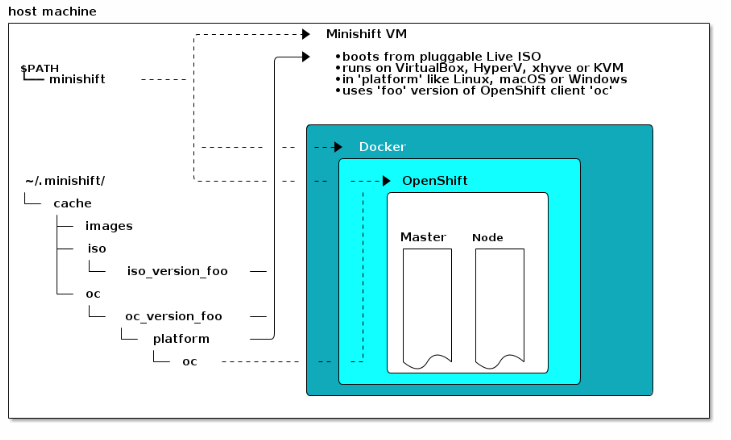 host machine
Minishift VM
•boots from pluggable Live ISO
•runs on VirtualBox, HyperV, xhyve or KVM
•in 'platform' like Linux, macOS or Windows
•uses 'foo' version of OpenShift client 'oc'
$PATH
minishift
Docker
~/.minishift/
OpenShift
cache
images
Master
Node
iso
iso_version_foo
oc
oc_version_foo
platform
oc